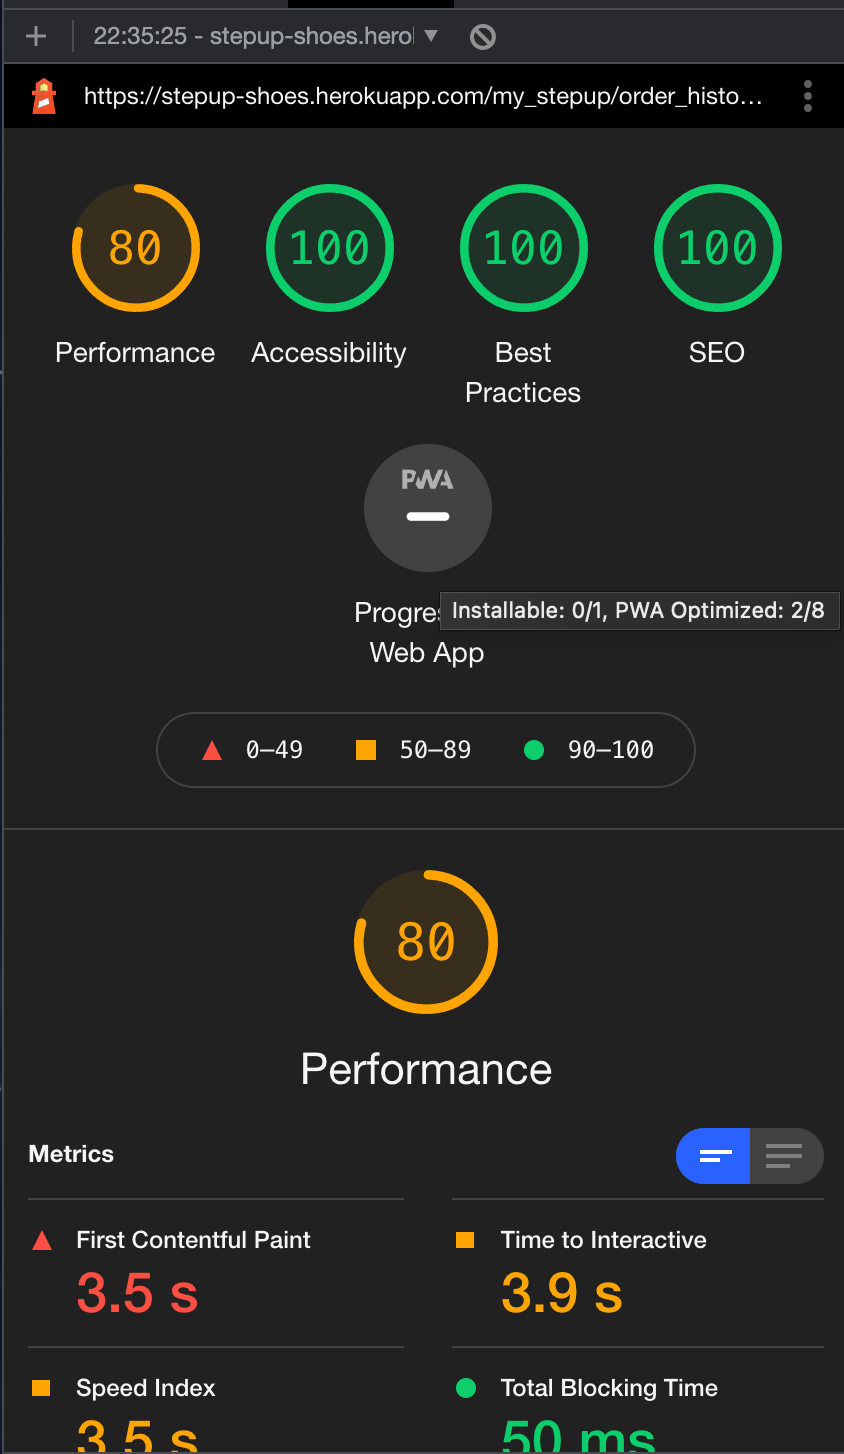 22:35:25 - stepup-shoes.hero
https://stepup-shoes.herokuapp.com/my_stepup/order_histo…
80
100
100
100
Performance
Accessibility
Best
Practices
SEO
PWA
Installable: 0/1, PWA Optimized: 2/8
Web App
0–49
50–89
90–100
80
Performance
Metrics
First Contentful Paint
3.5 s
Time to Interactive
3.9 s
Speed Index
3.5 s
Total Blocking Time
50 ms